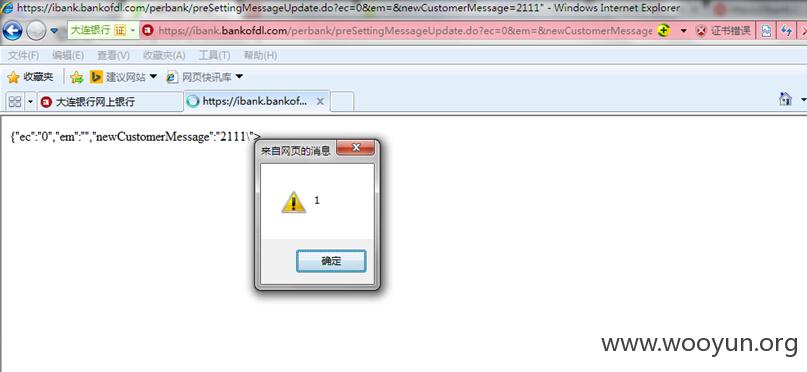 https://ibank.bankofdl.com/perbank/preSettingMessageUpdate.do?ec=0&em=&newCustomerMessage=2111" - Windows Internet Explorer
大连银行 证 https://ibank.bankofdl.com/perbank/preSettingMessageUpdate.do?ec=0&em=&newCustomerMessage 证书错误
文件(F) 编辑(E) 查看(V) 收藏夹(A) 工具(T) 帮助(H)
收藏夹 建议网站 网页快讯库
大连银行网上银行 https://ibank.bankof...
{"ec":"0","em":"","newCustomerMessage":"2111\">
来自网页的消息
1
确定
www.wooyun.org